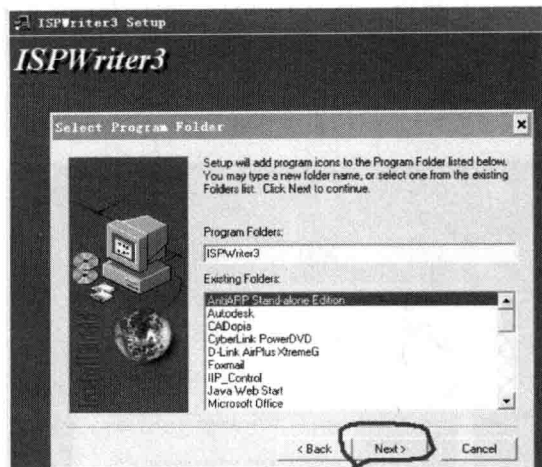 ISPWriter3 Setup
ISPWriter3
Select Program Folder
Setup will add program icons to the Program Folder listed below.
You may type a new folder name, or select one from the existing
Folders list. Click Next to continue.
Program Folders:
ISPWriter3
Existing Folders:
AntiARP Stand-alone Edition
Autodesk
CADopia
CyberLink PowerDVD
D-Link AirPlus XtremeG
Foxmail
IIP_Control
Java Web Start
Microsoft Office
< Back
Next >
Cancel